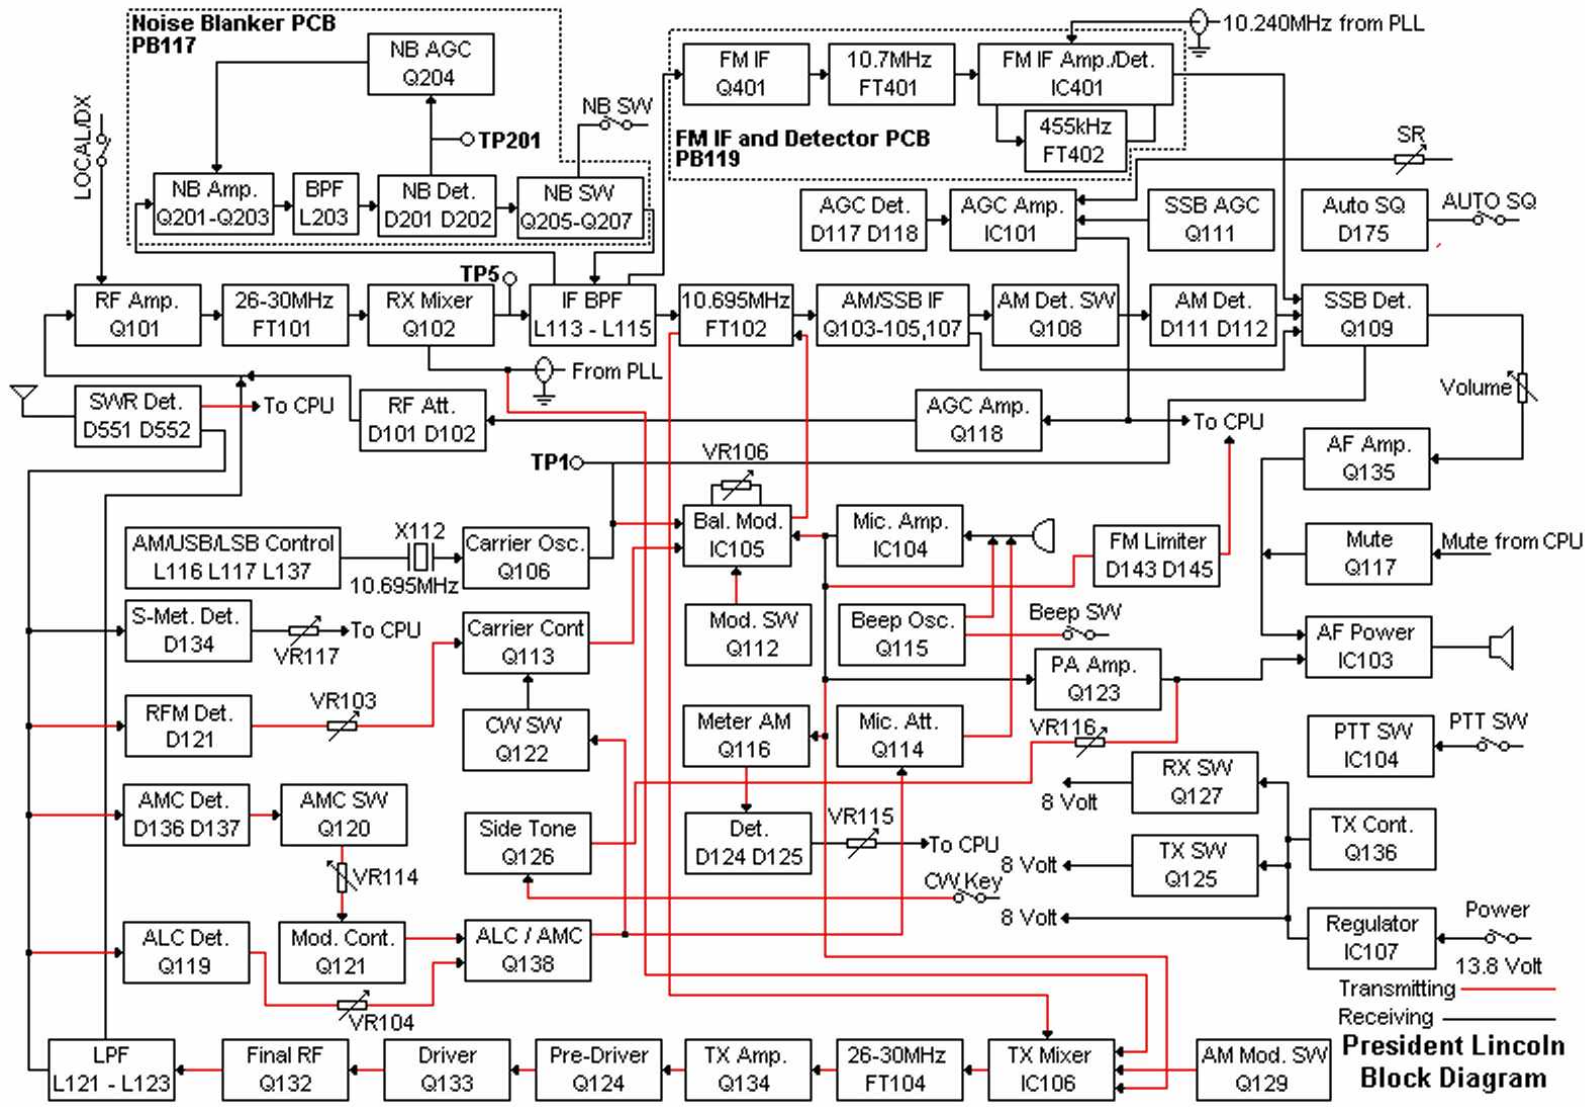 Noise Blanker PCB
PB117
NB AGC
Q204
NB SW
LOCAL/DX
TP201
NB Amp.
Q201-Q203
BPF
L203
NB Det.
D201 D202
NB SW
Q205-Q207
10.240MHz from PLL
FM IF
Q401
10.7MHz
FT401
FM IF Amp./Det.
IC401
455kHz
FT402
FM IF and Detector PCB
PB119
SR
AGC Det.
D117 D118
AGC Amp.
IC101
SSB AGC
Q111
Auto SQ
D175
AUTO SQ
TP5
RF Amp.
Q101
26-30MHz
FT101
RX Mixer
Q102
IF BPF
L113 - L115
10.695MHz
FT102
AM/SSB IF
Q103-105,107
AM Det. SW
Q108
AM Det.
D111 D112
SSB Det.
Q109
From PLL
Volume
SWR Det.
D551 D552
To CPU
RF Att.
D101 D102
AGC Amp.
Q118
To CPU
TP1
VR106
AF Amp.
Q135
AM/USB/LSB Control
L116 L117 L137
X112
10.695MHz
Carrier Osc.
Q106
Bal. Mod.
IC105
Mic. Amp.
IC104
FM Limiter
D143 D145
Mute
Q117
Mute from CPU
S-Met. Det.
D134
VR117
To CPU
Carrier Cont
Q113
Mod. SW
Q112
Beep Osc.
Q115
Beep SW
AF Power
IC103
RFM Det.
D121
VR103
CW SW
Q122
Meter AM
Q116
Mic. Att.
Q114
PA Amp.
Q123
VR116
PTT SW
IC104
PTT SW
RX SW
Q127
8 Volt
AMC Det.
D136 D137
AMC SW
Q120
Side Tone
Q126
Det.
D124 D125
VR115
To CPU
TX Cont.
Q136
TX SW
Q125
8 Volt
VR114
CW Key
8 Volt
Regulator
IC107
Power
13.8 Volt
ALC Det.
Q119
Mod. Cont.
Q121
ALC / AMC
Q138
VR104
Transmitting
Receiving
LPF
L121 - L123
Final RF
Q132
Driver
Q133
Pre-Driver
Q124
TX Amp.
Q134
26-30MHz
FT104
TX Mixer
IC106
AM Mod. SW
Q129
President Lincoln
Block Diagram